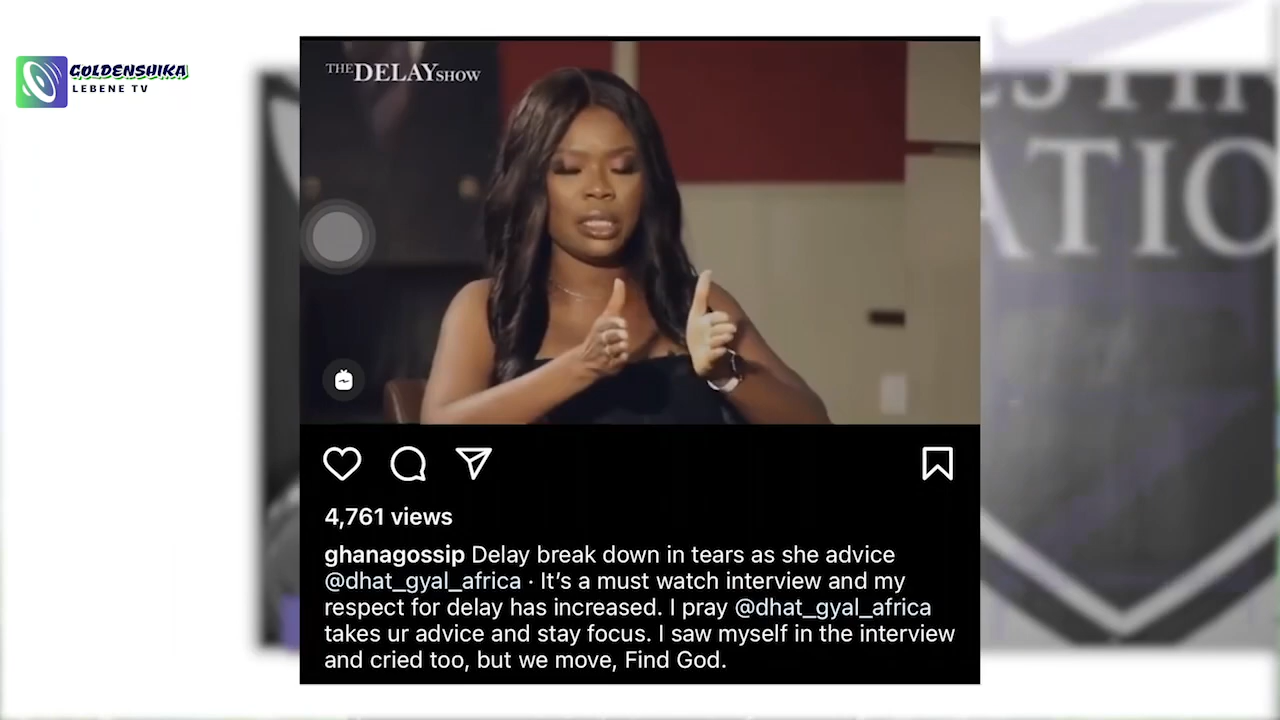 GOLDENSHIKA
LEBENE TV
THE DELAY SHOW
ATIO
4,761 views
ghanagossip Delay break down in tears as she advice
@dhat_gyal_africa · It’s a must watch interview and my
respect for delay has increased. I pray @dhat_gyal_africa
takes ur advice and stay focus. I saw myself in the interview
and cried too, but we move, Find God.